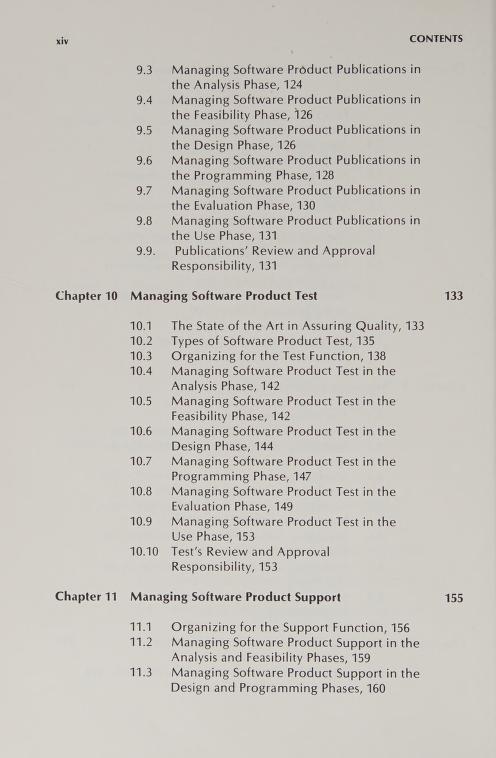 xiv CONTENTS
9.3 Managing Software Product Publications in
the Analysis Phase, 124
9.4 Managing Software Product Publications in
the Feasibility Phase, 126
9.5 Managing Software Product Publications in
the Design Phase, 126
9.6 Managing Software Product Publications in
the Programming Phase, 128
9.7 Managing Software Product Publications in
the Evaluation Phase, 130
9.8 Managing Software Product Publications in
the Use Phase, 131
9.9. Publications' Review and Approval
Responsibility, 131
Chapter 10 Managing Software Product Test 133
10.1 The State of the Art in Assuring Quality, 133
10.2 Types of Software Product Test, 135
10.3 Organizing for the Test Function, 138
10.4 Managing Software Product Test in the
Analysis Phase, 142
10.5 Managing Software Product Test in the
Feasibility Phase, 142
10.6 Managing Software Product Test in the
Design Phase, 144
10.7 Managing Software Product Test in the
Programming Phase, 147
10.8 Managing Software Product Test in the
Evaluation Phase, 149
10.9 Managing Software Product Test in the
Use Phase, 153
10.10 Test's Review and Approval
Responsibility, 153
Chapter 11 Managing Software Product Support 155
11.1 Organizing for the Support Function, 156
11.2 Managing Software Product Support in the
Analysis and Feasibility Phases, 159
11.3 Managing Software Product Support in the
Design and Programming Phases, 160